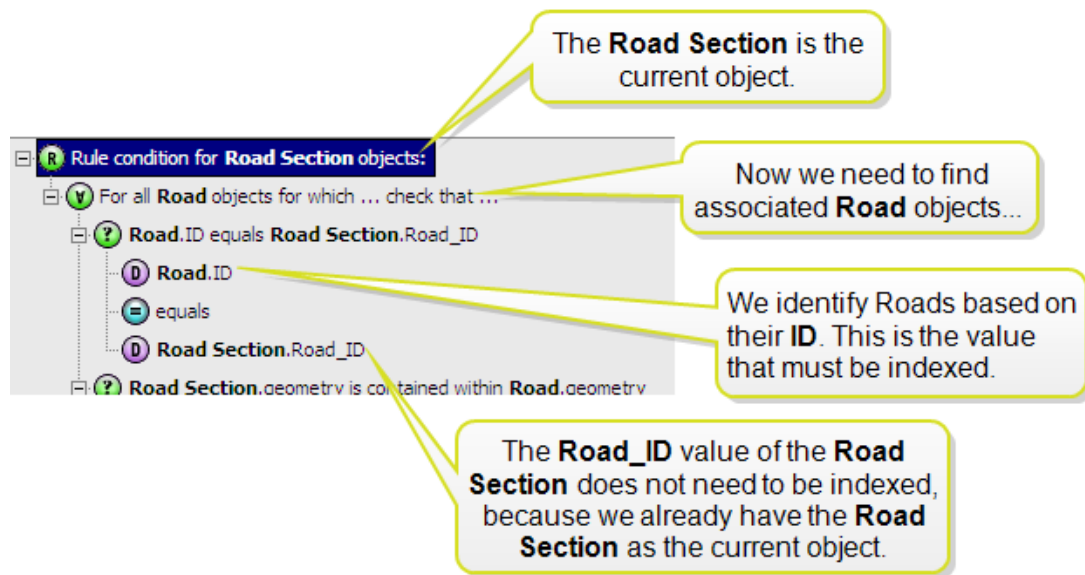 The Road Section is the
current object.
Rule condition for Road Section objects:
For all Road objects for which ... check that ...
Now we need to find
associated Road objects...
Road.ID equals Road Section.Road_ID
D Road.ID
= equals
We identify Roads based on
their ID. This is the value
that must be indexed.
D Road Section.Road_ID
Road Section.geometry is contained within Road.geometry
The Road_ID value of the Road
Section does not need to be indexed,
because we already have the Road
Section as the current object.